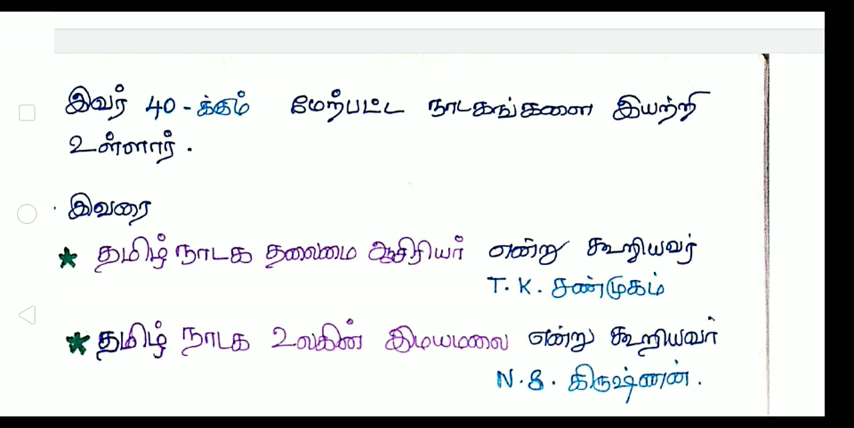 இவர் 40-க்கும் மேற்பட்ட நாடகங்களை இயற்றி
உள்ளார்.
இவரை
★ தமிழ் நாடக தலைமை ஆசிரியர் என்று கூறியவர்
T. K. சண்முகம்
★ தமிழ் நாடக உலகின் இமயமலை என்று கூறியவர்
N. S. கிருஷ்ணன்.